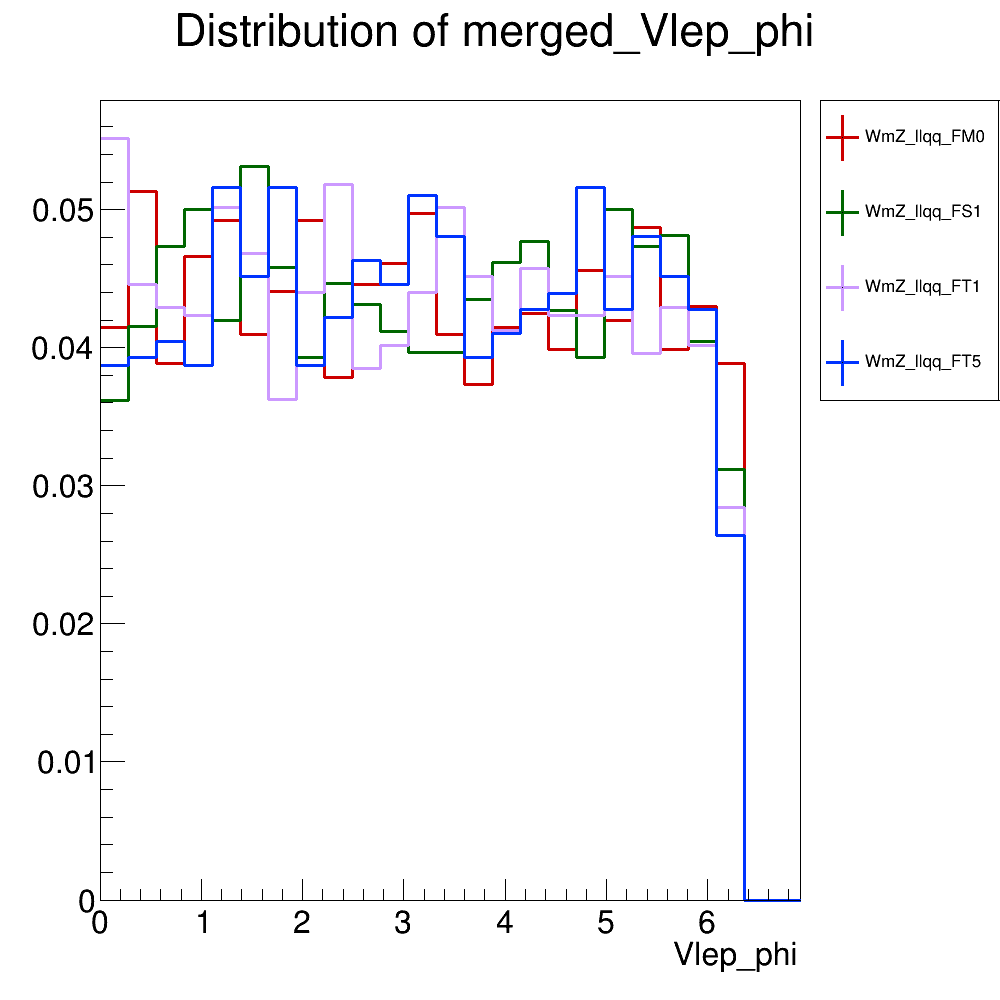 Distribution of merged_Vlep_phi
WmZ_llqq_FM0
WmZ_llqq_FS1
WmZ_llqq_FT1
WmZ_llqq_FT5
0.05
0.04
0.03
0.02
0.01
0
0 1 2 3 4 5 6
Vlep_phi